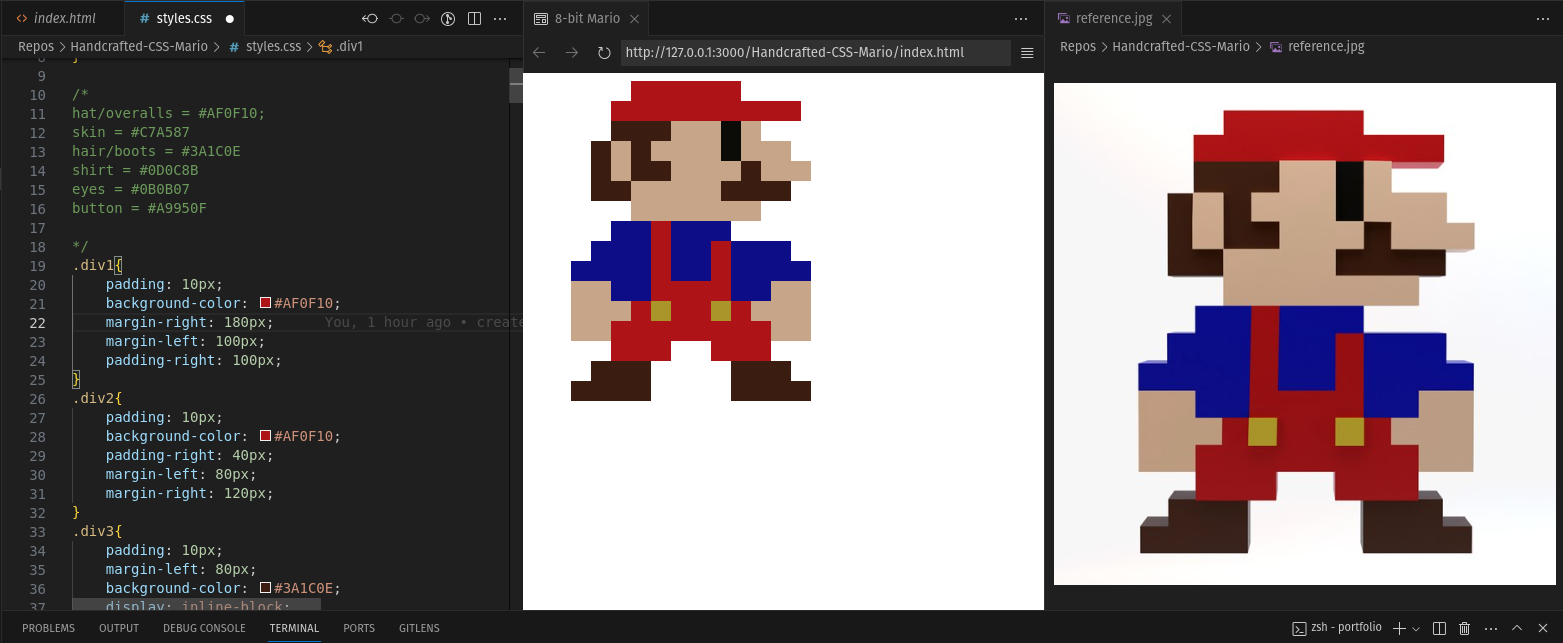 index.html
# styles.css
8-bit Mario
reference.jpg
Repos > Handcrafted-CSS-Mario > # styles.css > .div1
http://127.0.0.1:3000/Handcrafted-CSS-Mario/index.html
Repos > Handcrafted-CSS-Mario > reference.jpg
8 }
9
10 /*
11 hat/overalls = #AF0F10;
12 skin = #C7A587
13 hair/boots = #3A1C0E
14 shirt = #0D0C8B
15 eyes = #0B0B07
16 button = #A9950F
17
18 */
19 .div1{
20 padding: 10px;
21 background-color: #AF0F10;
22 margin-right: 180px; You, 1 hour ago • create
23 margin-left: 100px;
24 padding-right: 100px;
25 }
26 .div2{
27 padding: 10px;
28 background-color: #AF0F10;
29 padding-right: 40px;
30 margin-left: 80px;
31 margin-right: 120px;
32 }
33 .div3{
34 padding: 10px;
35 margin-left: 80px;
36 background-color: #3A1C0E;
37 display: inline-block;
PROBLEMS OUTPUT DEBUG CONSOLE TERMINAL PORTS GITLENS
zsh - portfolio